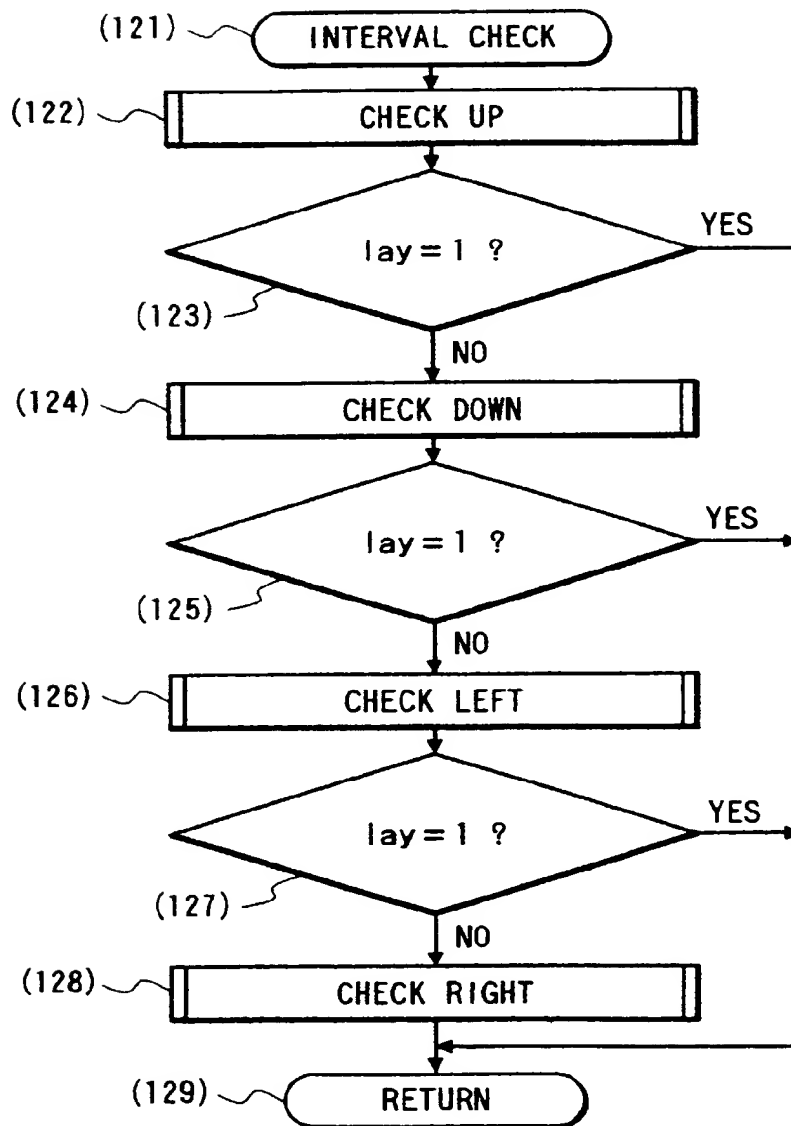 (121) INTERVAL CHECK
(122) CHECK UP
lay=1 ?
YES
(123)
NO
(124) CHECK DOWN
lay=1 ?
YES
(125)
NO
(126) CHECK LEFT
lay=1 ?
YES
(127)
NO
(128) CHECK RIGHT
(129) RETURN